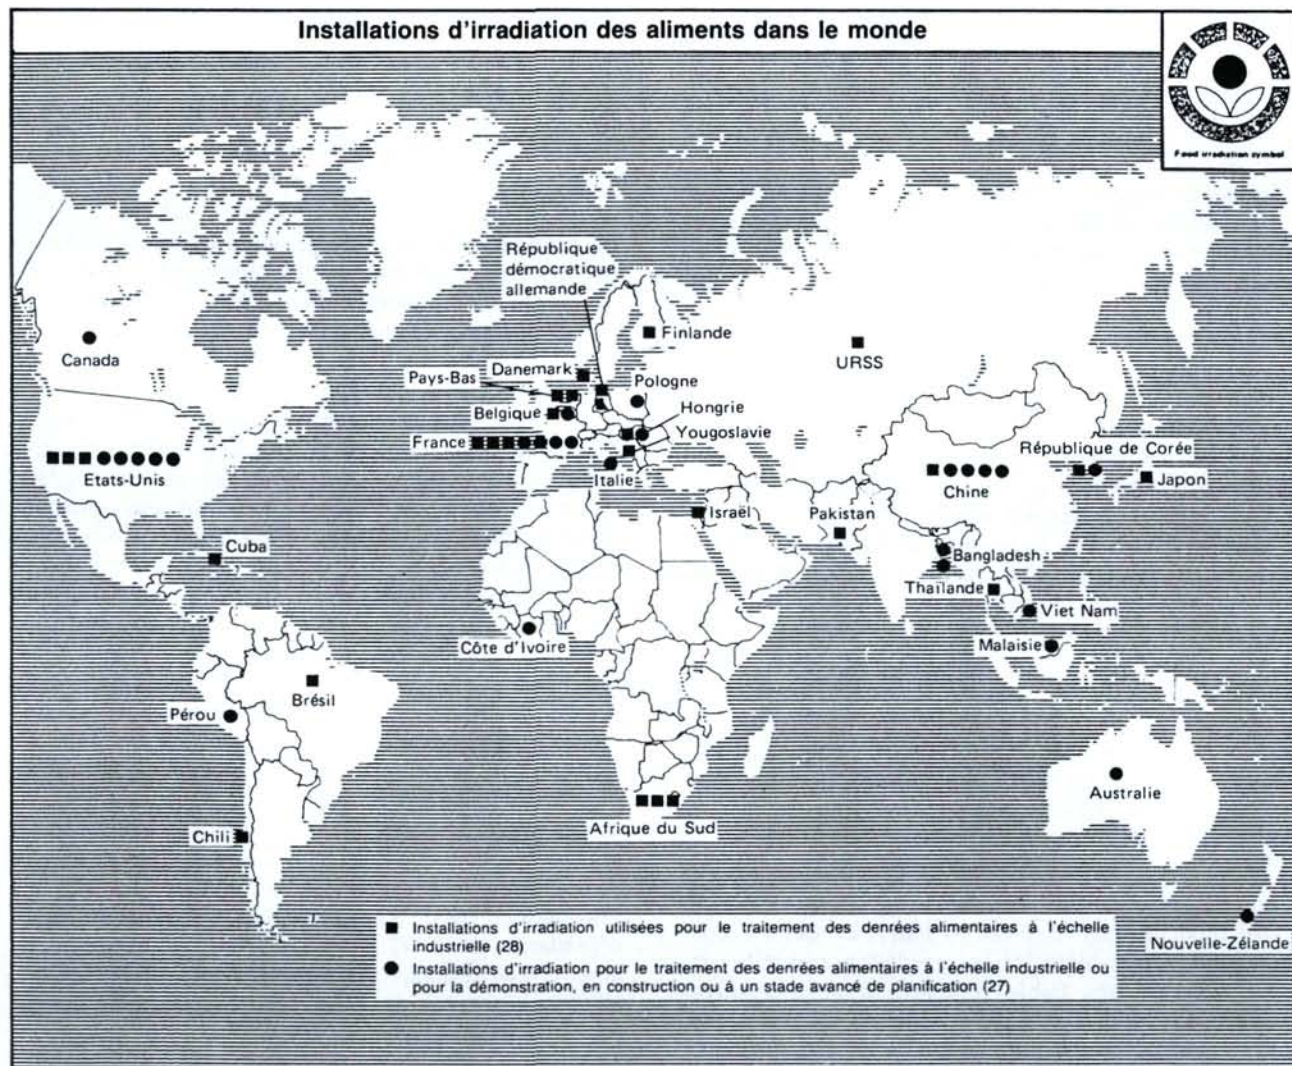 Installations d'irradiation des aliments dans le monde
Food irradiation symbol
République
démocratique
allemande
Finlande
Canada
URSS
Danemark
Pays-Bas
Pologne
Belgique
Hongrie
France
Yougoslavie
République de Corée
Etats-Unis
Italie
Chine
Japon
Israël
Pakistan
Cuba
Bangladesh
Thaïlande
Viet Nam
Côte d'Ivoire
Malaisie
Brésil
Pérou
Australie
Afrique du Sud
Chili
Nouvelle-Zélande
Installations d'irradiation utilisées pour le traitement des denrées alimentaires à l'échelle
industrielle (28)
Installations d'irradiation pour le traitement des denrées alimentaires à l'échelle industrielle ou
pour la démonstration, en construction ou à un stade avancé de planification (27)